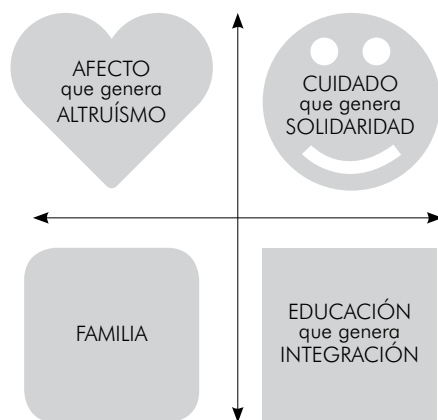 AFECTO
que genera
ALTRUÍSMO
CUIDADO
que genera
SOLIDARIDAD
FAMILIA
EDUCACIÓN
que genera
INTEGRACIÓN